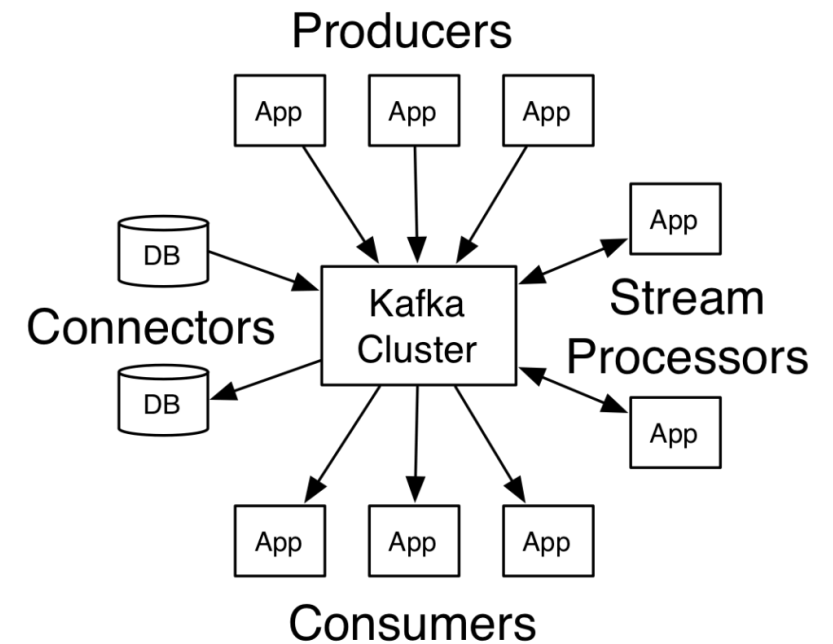 Producers
App App App
DB
App
Kafka
Cluster
Connectors
Stream
Processors
DB
App
App App App
Consumers